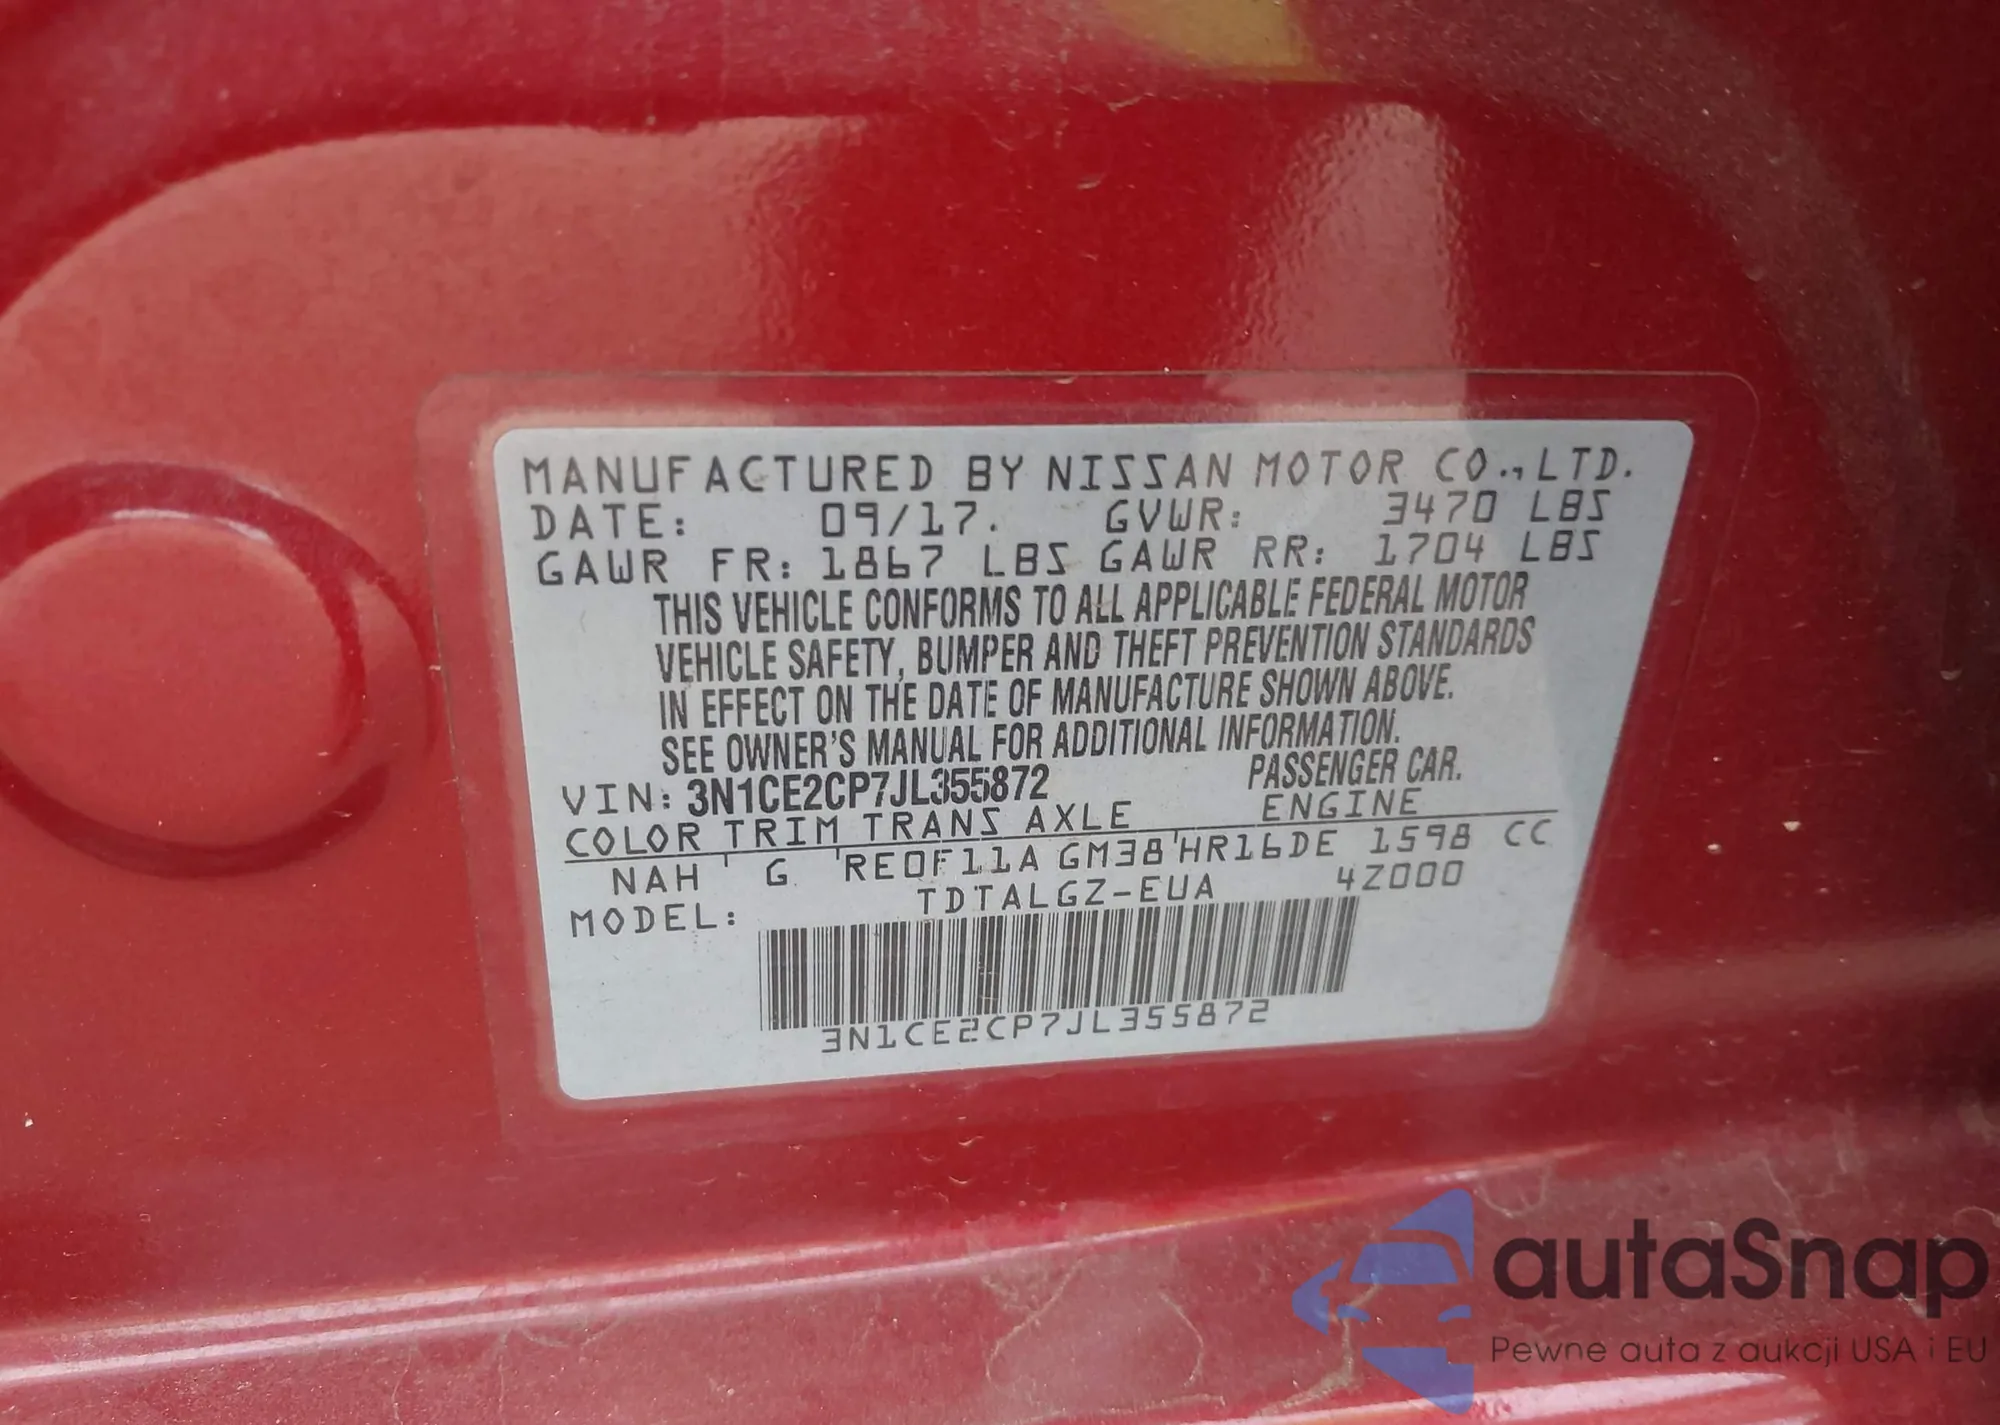 MANUFACTURED BY NISSAN MOTOR CO., LTD.
DATE: 09/17. GVWR: 3470 LBS
GAWR FR: 1867 LBS GAWR RR: 1704 LBS
THIS VEHICLE CONFORMS TO ALL APPLICABLE FEDERAL MOTOR
VEHICLE SAFETY, BUMPER AND THEFT PREVENTION STANDARDS
IN EFFECT ON THE DATE OF MANUFACTURE SHOWN ABOVE.
SEE OWNER'S MANUAL FOR ADDITIONAL INFORMATION.
VIN: 3N1CE2CP7JL355872 PASSENGER CAR.
COLOR TRIM TRANS AXLE ENGINE
NAH ' G 'RE0F11A GM38'HR16DE 1598 CC
MODEL: TDTALGZ-EUA 4Z000
3N1CE2CP7JL355872
autaSnap
Pewne auta z aukcji USA i EU